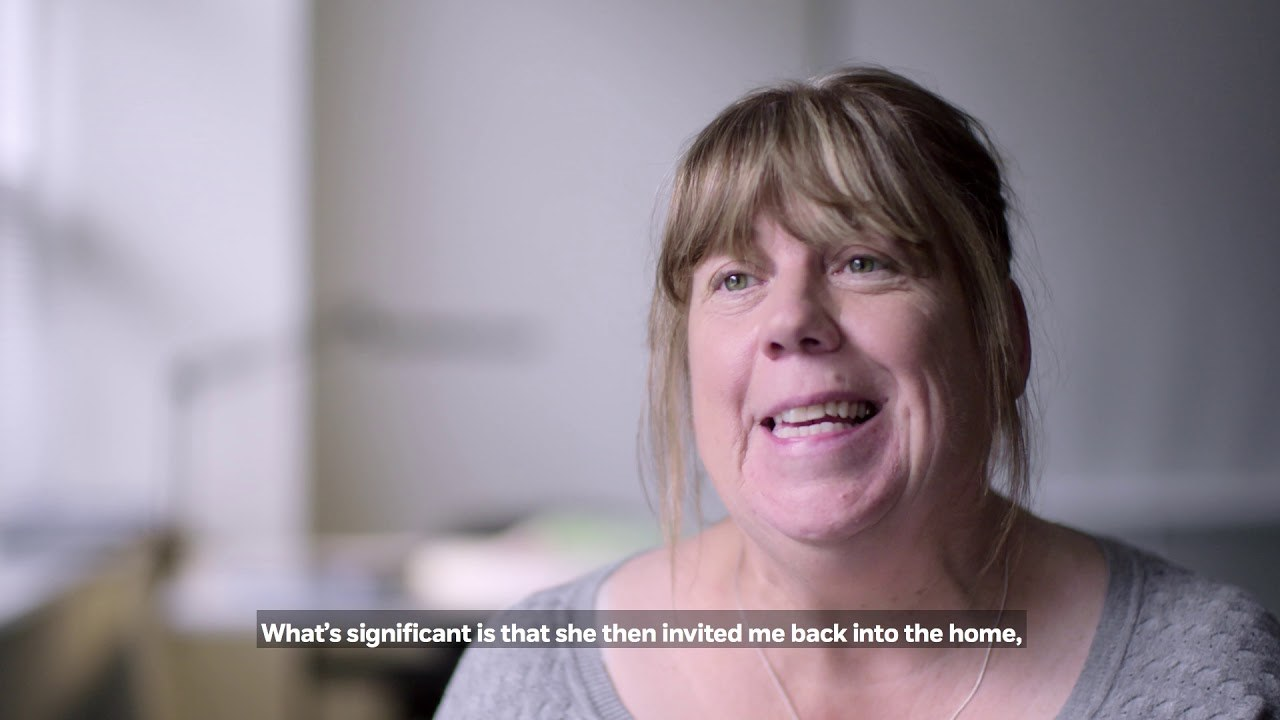 What’s significant is that she then invited me back into the home,